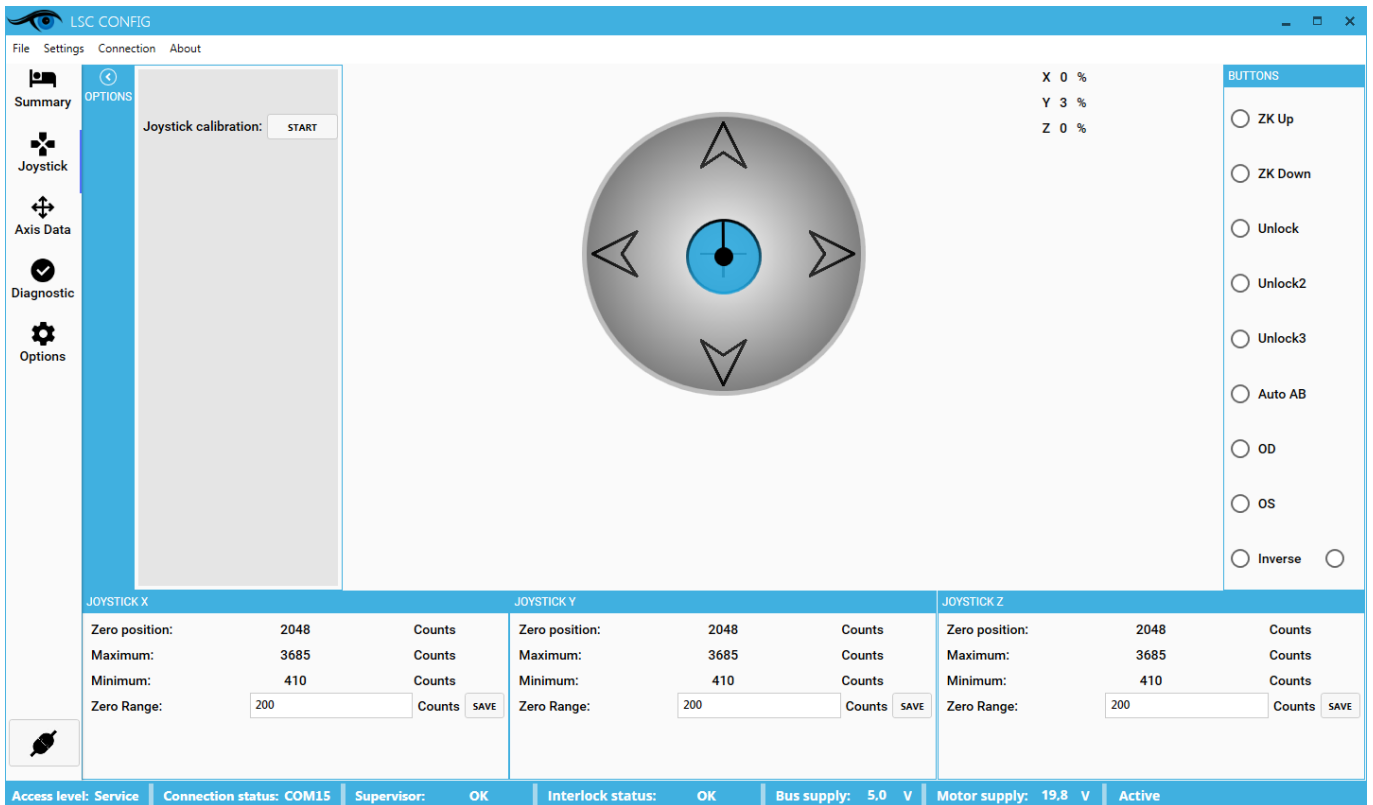 LSC CONFIG
File Settings Connection About
Summary
Joystick
Axis Data
Diagnostic
Options
OPTIONS
Joystick calibration: START
X 0 %
Y 3 %
Z 0 %
BUTTONS
ZK Up
ZK Down
Unlock
Unlock2
Unlock3
Auto AB
OD
OS
Inverse
JOYSTICK X
Zero position: 2048 Counts
Maximum: 3685 Counts
Minimum: 410 Counts
Zero Range: 200 Counts SAVE
JOYSTICK Y
Zero position: 2048 Counts
Maximum: 3685 Counts
Minimum: 410 Counts
Zero Range: 200 Counts SAVE
JOYSTICK Z
Zero position: 2048 Counts
Maximum: 3685 Counts
Minimum: 410 Counts
Zero Range: 200 Counts SAVE
Access level: Service Connection status: COM15 Supervisor: OK Interlock status: OK Bus supply: 5,0 V Motor supply: 19,8 V Active